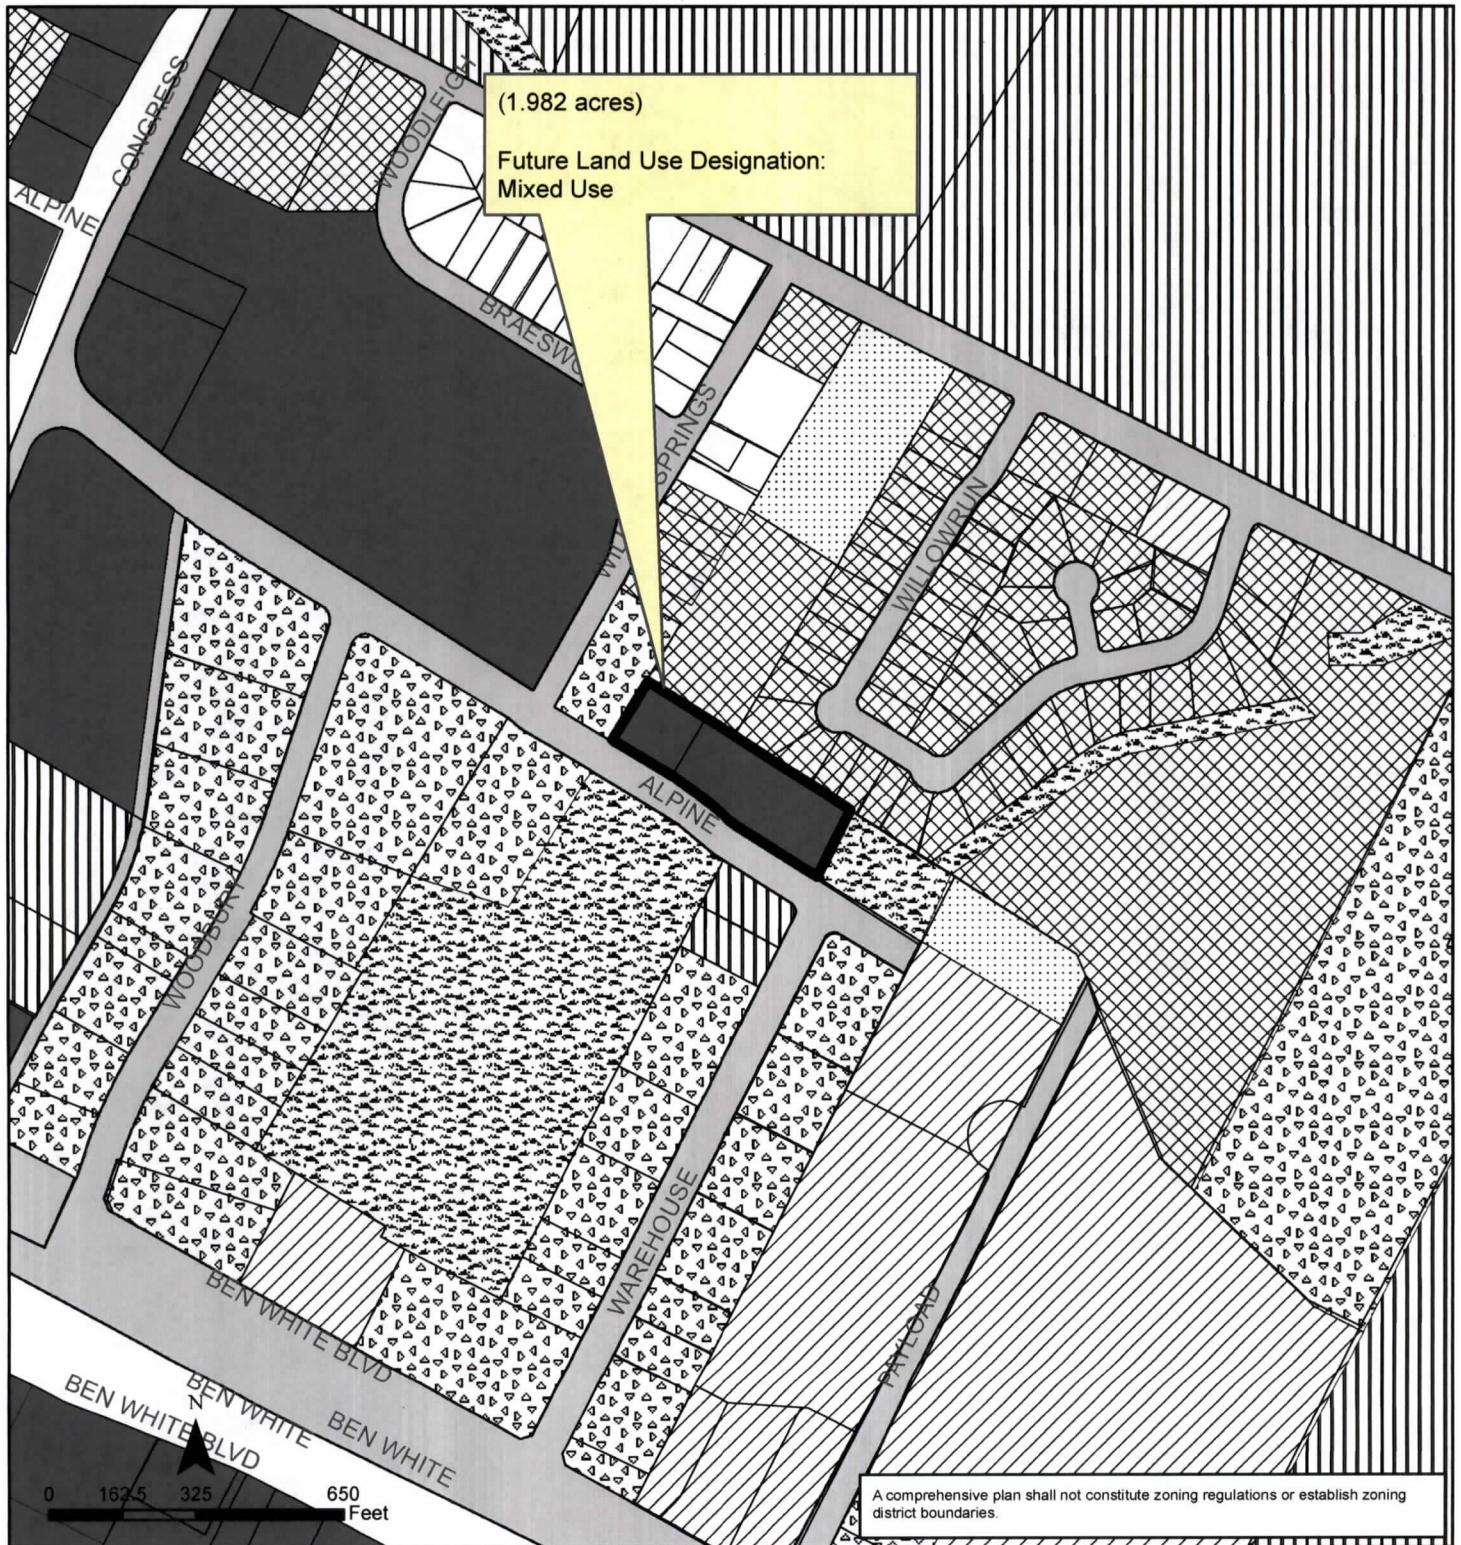 CONGRESS
WOODLEIGH
(1.982 acres)
Future Land Use Designation:
Mixed Use
ALPINE
BRAESWO
SPRINGS
WILLOWRUN
ALPINE
WOODBURY
WAREHOUSE
PAYLOAD
BEN WHITE BLVD
BEN WHITE
BEN WHITE BLVD
BEN WHITE
N
0 162.5 325 650
Feet
A comprehensive plan shall not constitute zoning regulations or establish zoning
district boundaries.